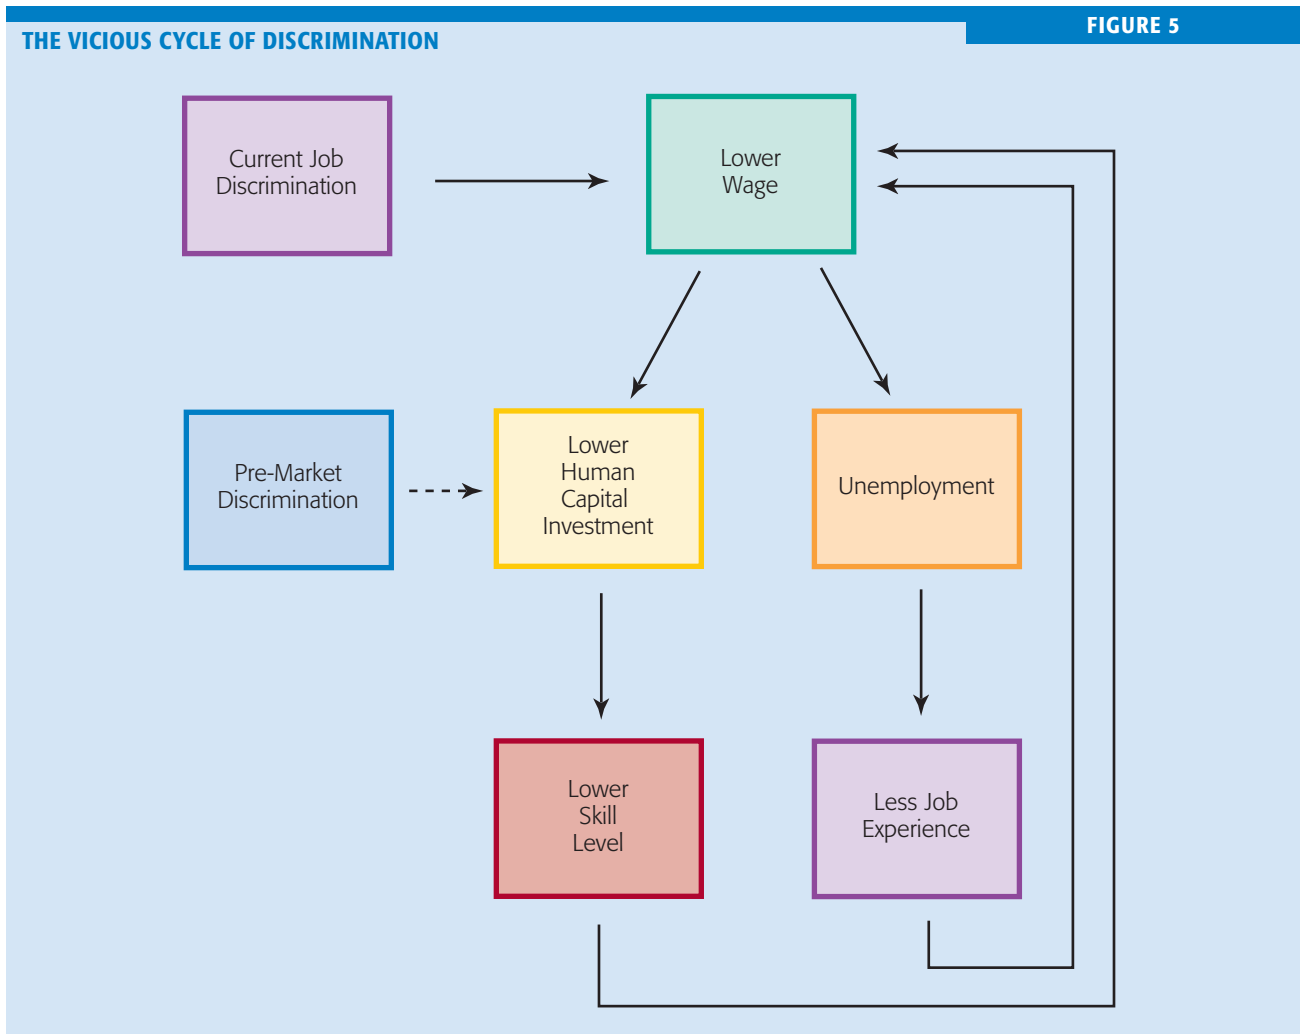 FIGURE 5
THE VICIOUS CYCLE OF DISCRIMINATION
Current Job
Discrimination
Lower
Wage
Pre-Market
Discrimination
Lower
Human
Capital
Investment
Unemployment
Lower
Skill
Level
Less Job
Experience